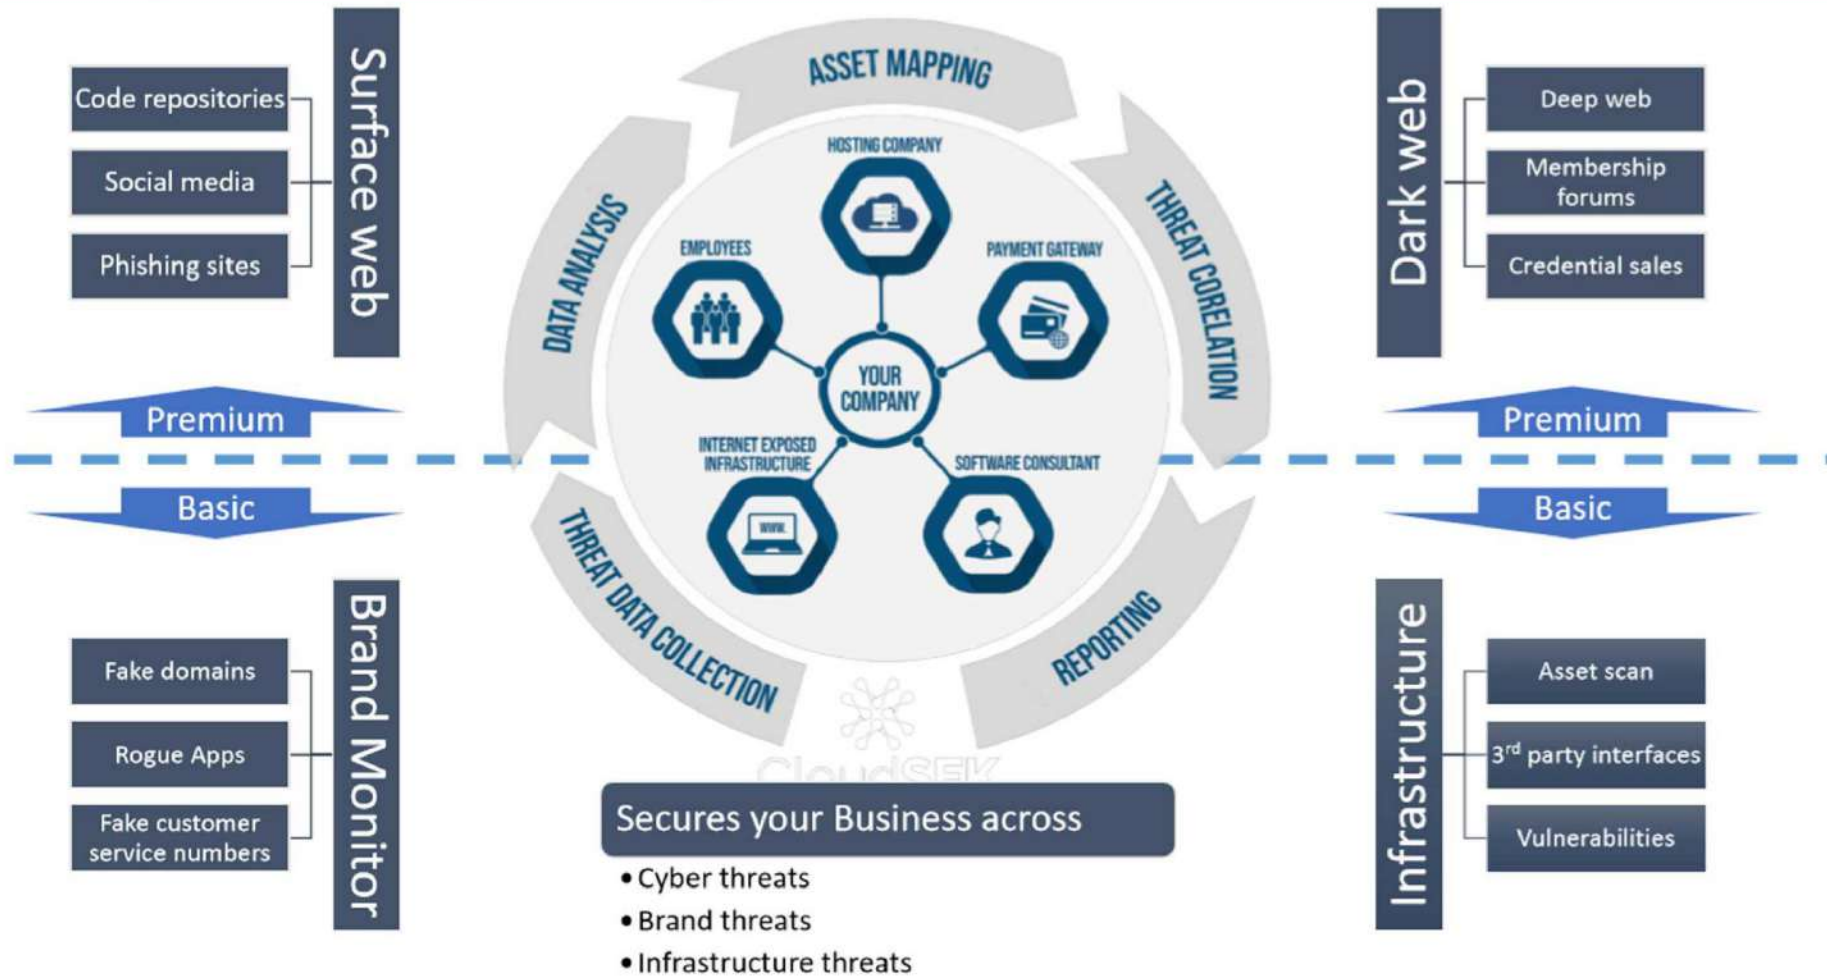 Surface web
Code repositories
Social media
Phishing sites
Premium
Basic
Brand Monitor
Fake domains
Rogue Apps
Fake customer
service numbers
ASSET MAPPING
THREAT CORELATION
REPORTING
THREAT DATA COLLECTION
DATA ANALYSIS
HOSTING COMPANY
EMPLOYEES
PAYMENT GATEWAY
YOUR
COMPANY
INTERNET EXPOSED
INFRASTRUCTURE
WWW.
SOFTWARE CONSULTANT
CloudSEK
Secures your Business across
• Cyber threats
• Brand threats
• Infrastructure threats
Dark web
Deep web
Membership
forums
Credential sales
Premium
Basic
Infrastructure
Asset scan
3rd party interfaces
Vulnerabilities